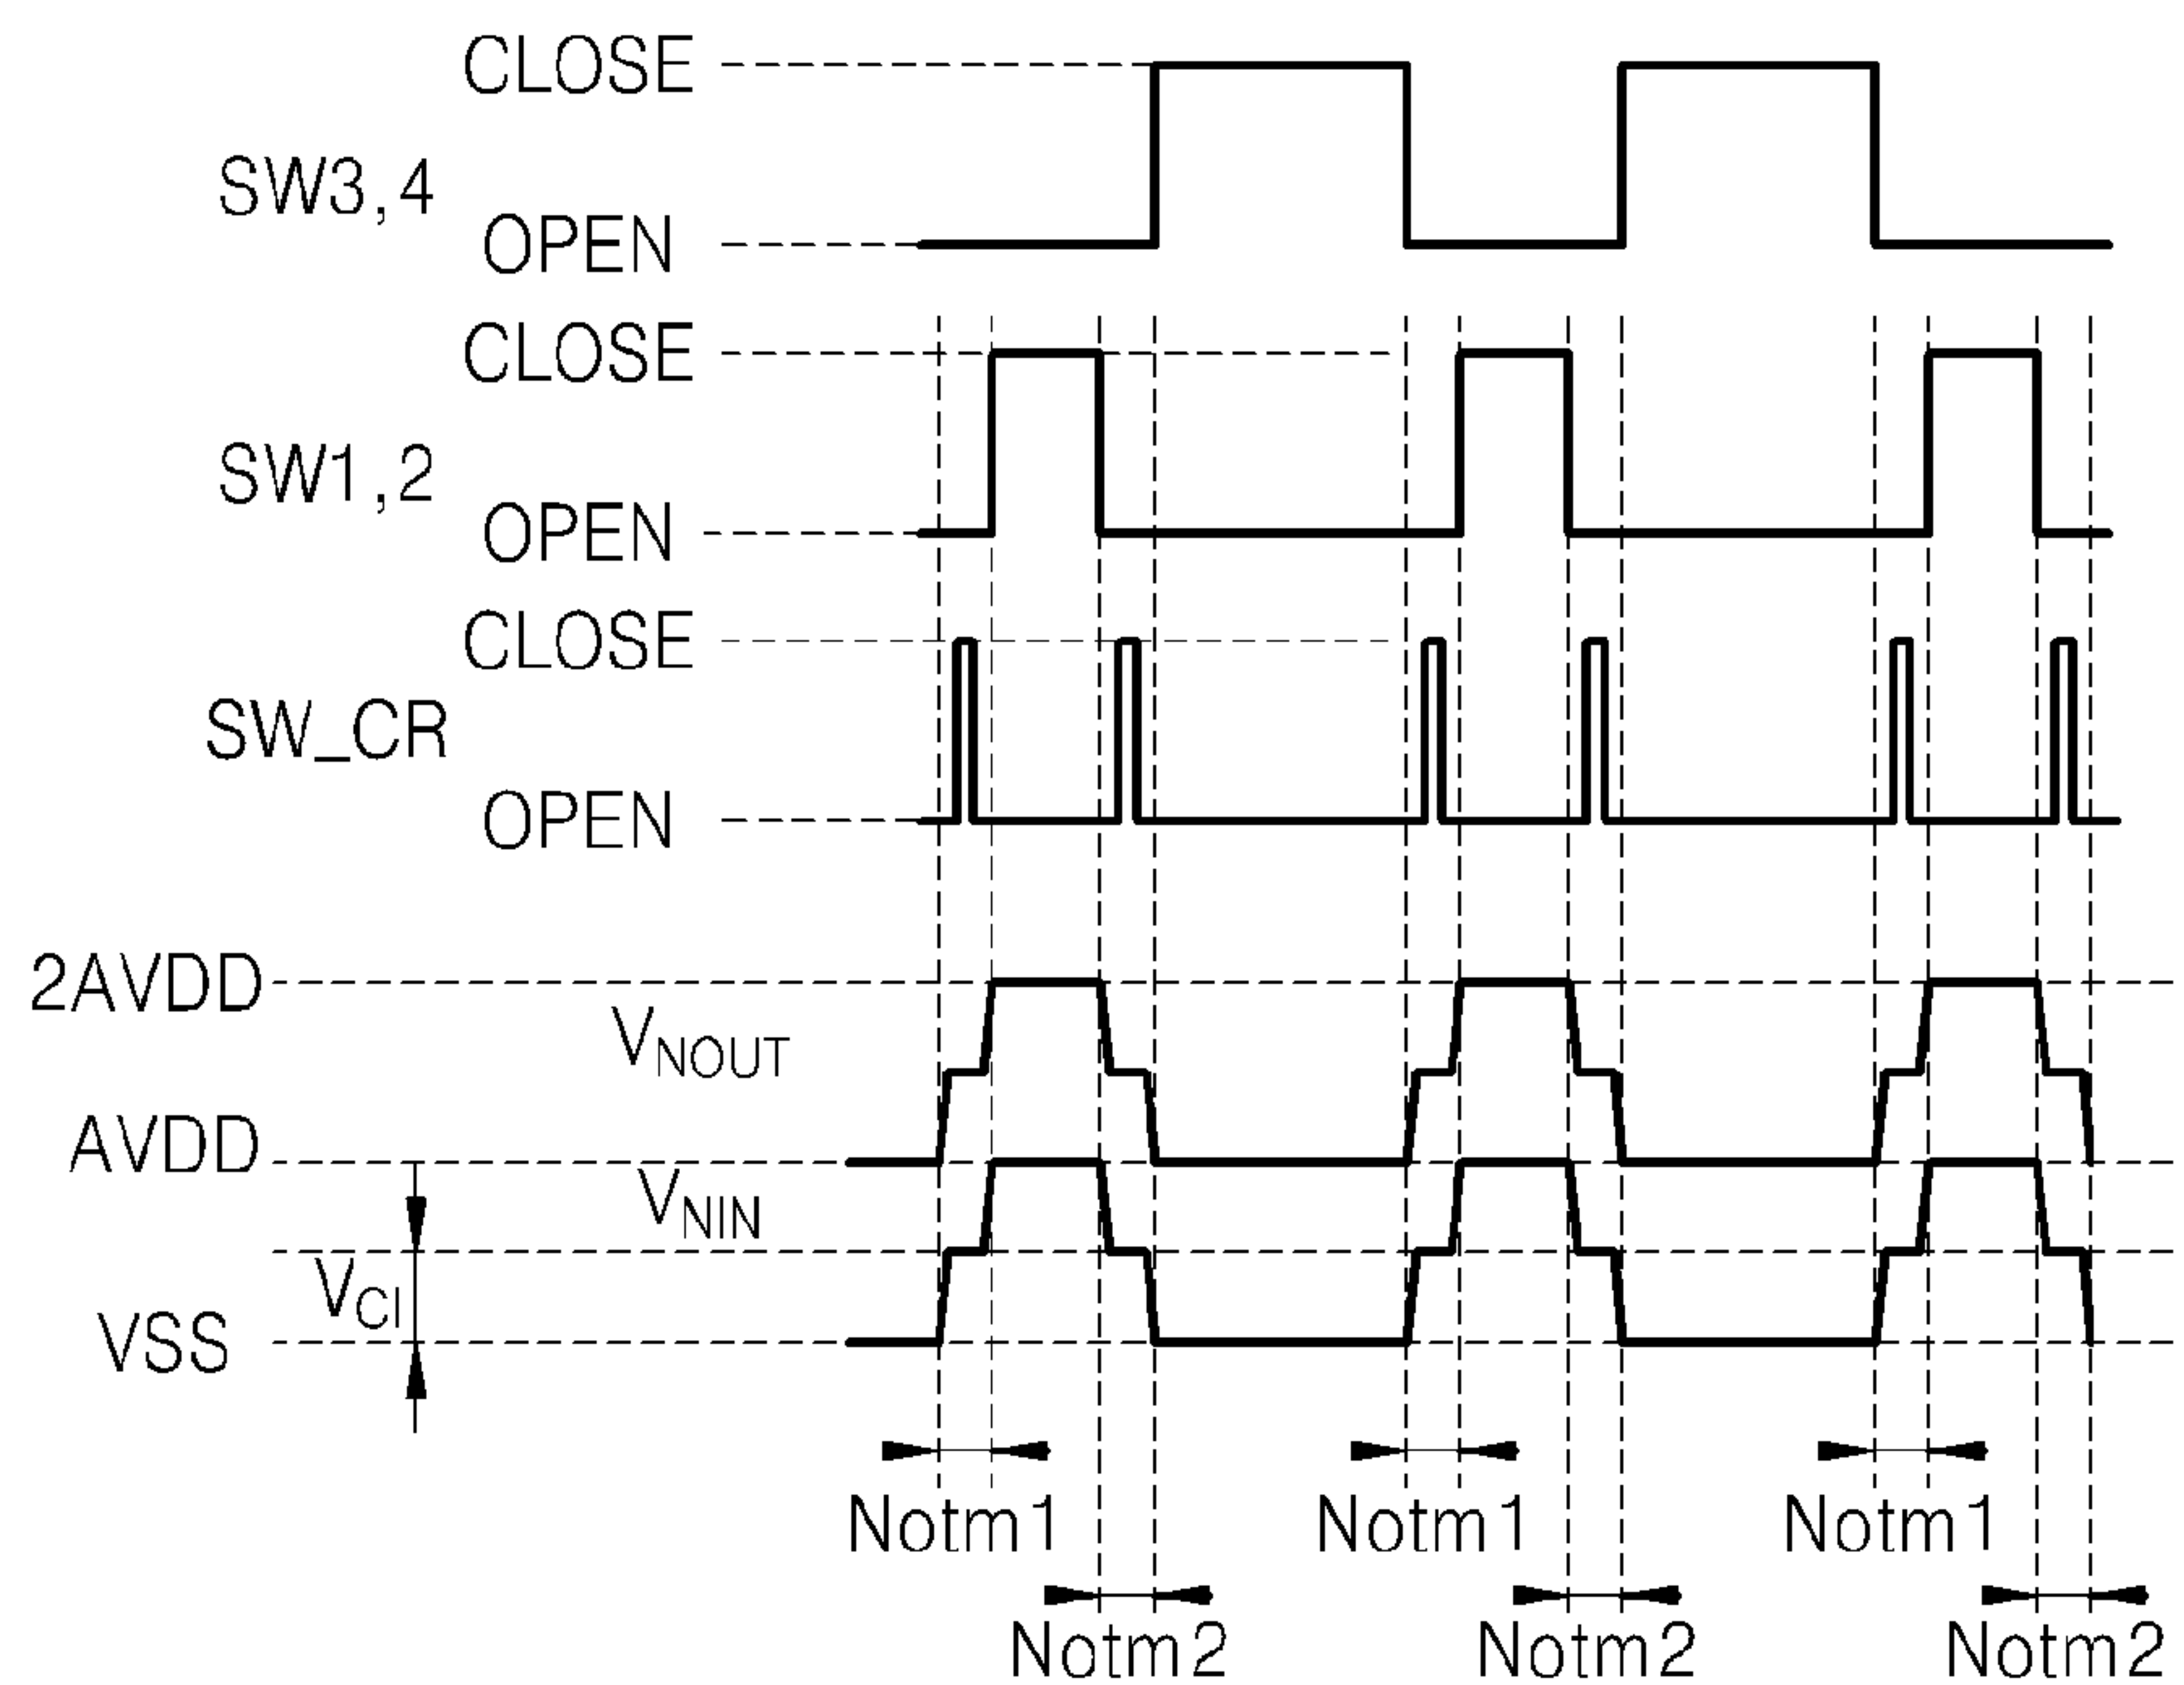 CLOSE
SW3,4
OPEN
CLOSE
SW1,2
OPEN
CLOSE
SW_CR
OPEN
2AVDD
VNOUT
AVDD
VNIN
VCI
VSS
Notm1 Notm1 Notm1
Notm2 Notm2 Notm2